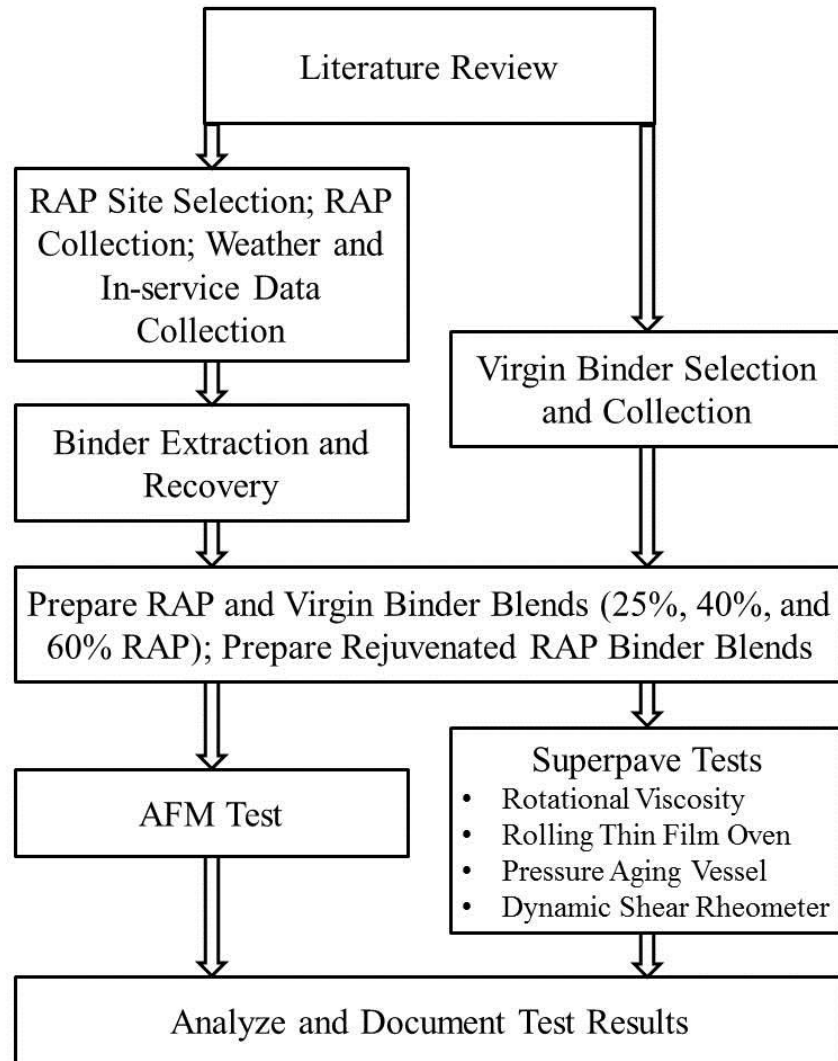 Literature Review
RAP Site Selection; RAP
Collection; Weather and
In-service Data
Collection
Virgin Binder Selection
and Collection
Binder Extraction and
Recovery
Prepare RAP and Virgin Binder Blends (25%, 40%, and
60% RAP); Prepare Rejuvenated RAP Binder Blends
AFM Test
Superpave Tests
• Rotational Viscosity
• Rolling Thin Film Oven
• Pressure Aging Vessel
• Dynamic Shear Rheometer
Analyze and Document Test Results